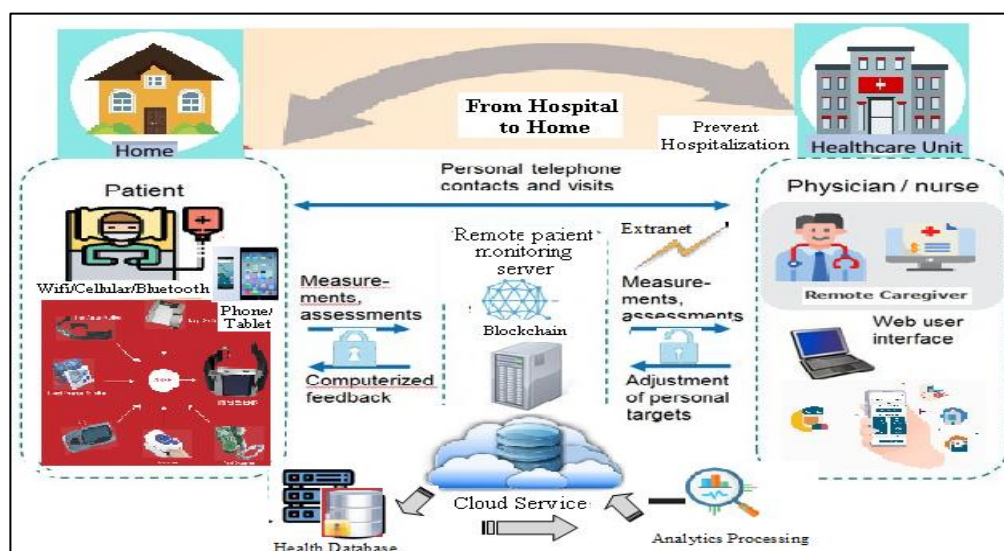 From Hospital
to Home
Prevent
Hospitalization
Home
Healthcare Unit
Patient
Personal telephone
contacts and visits
Physician / nurse
Wifi/Cellular/Bluetooth
Phone/
Tablet
Measure-
ments,
assessments
Computerized
feedback
Remote patient
monitoring
server
Blockchain
Extranet
Measure-
ments,
assessments
Adjustment
of personal
targets
Remote Caregiver
Web user
interface
Cloud Service
Health Database
Analytics Processing